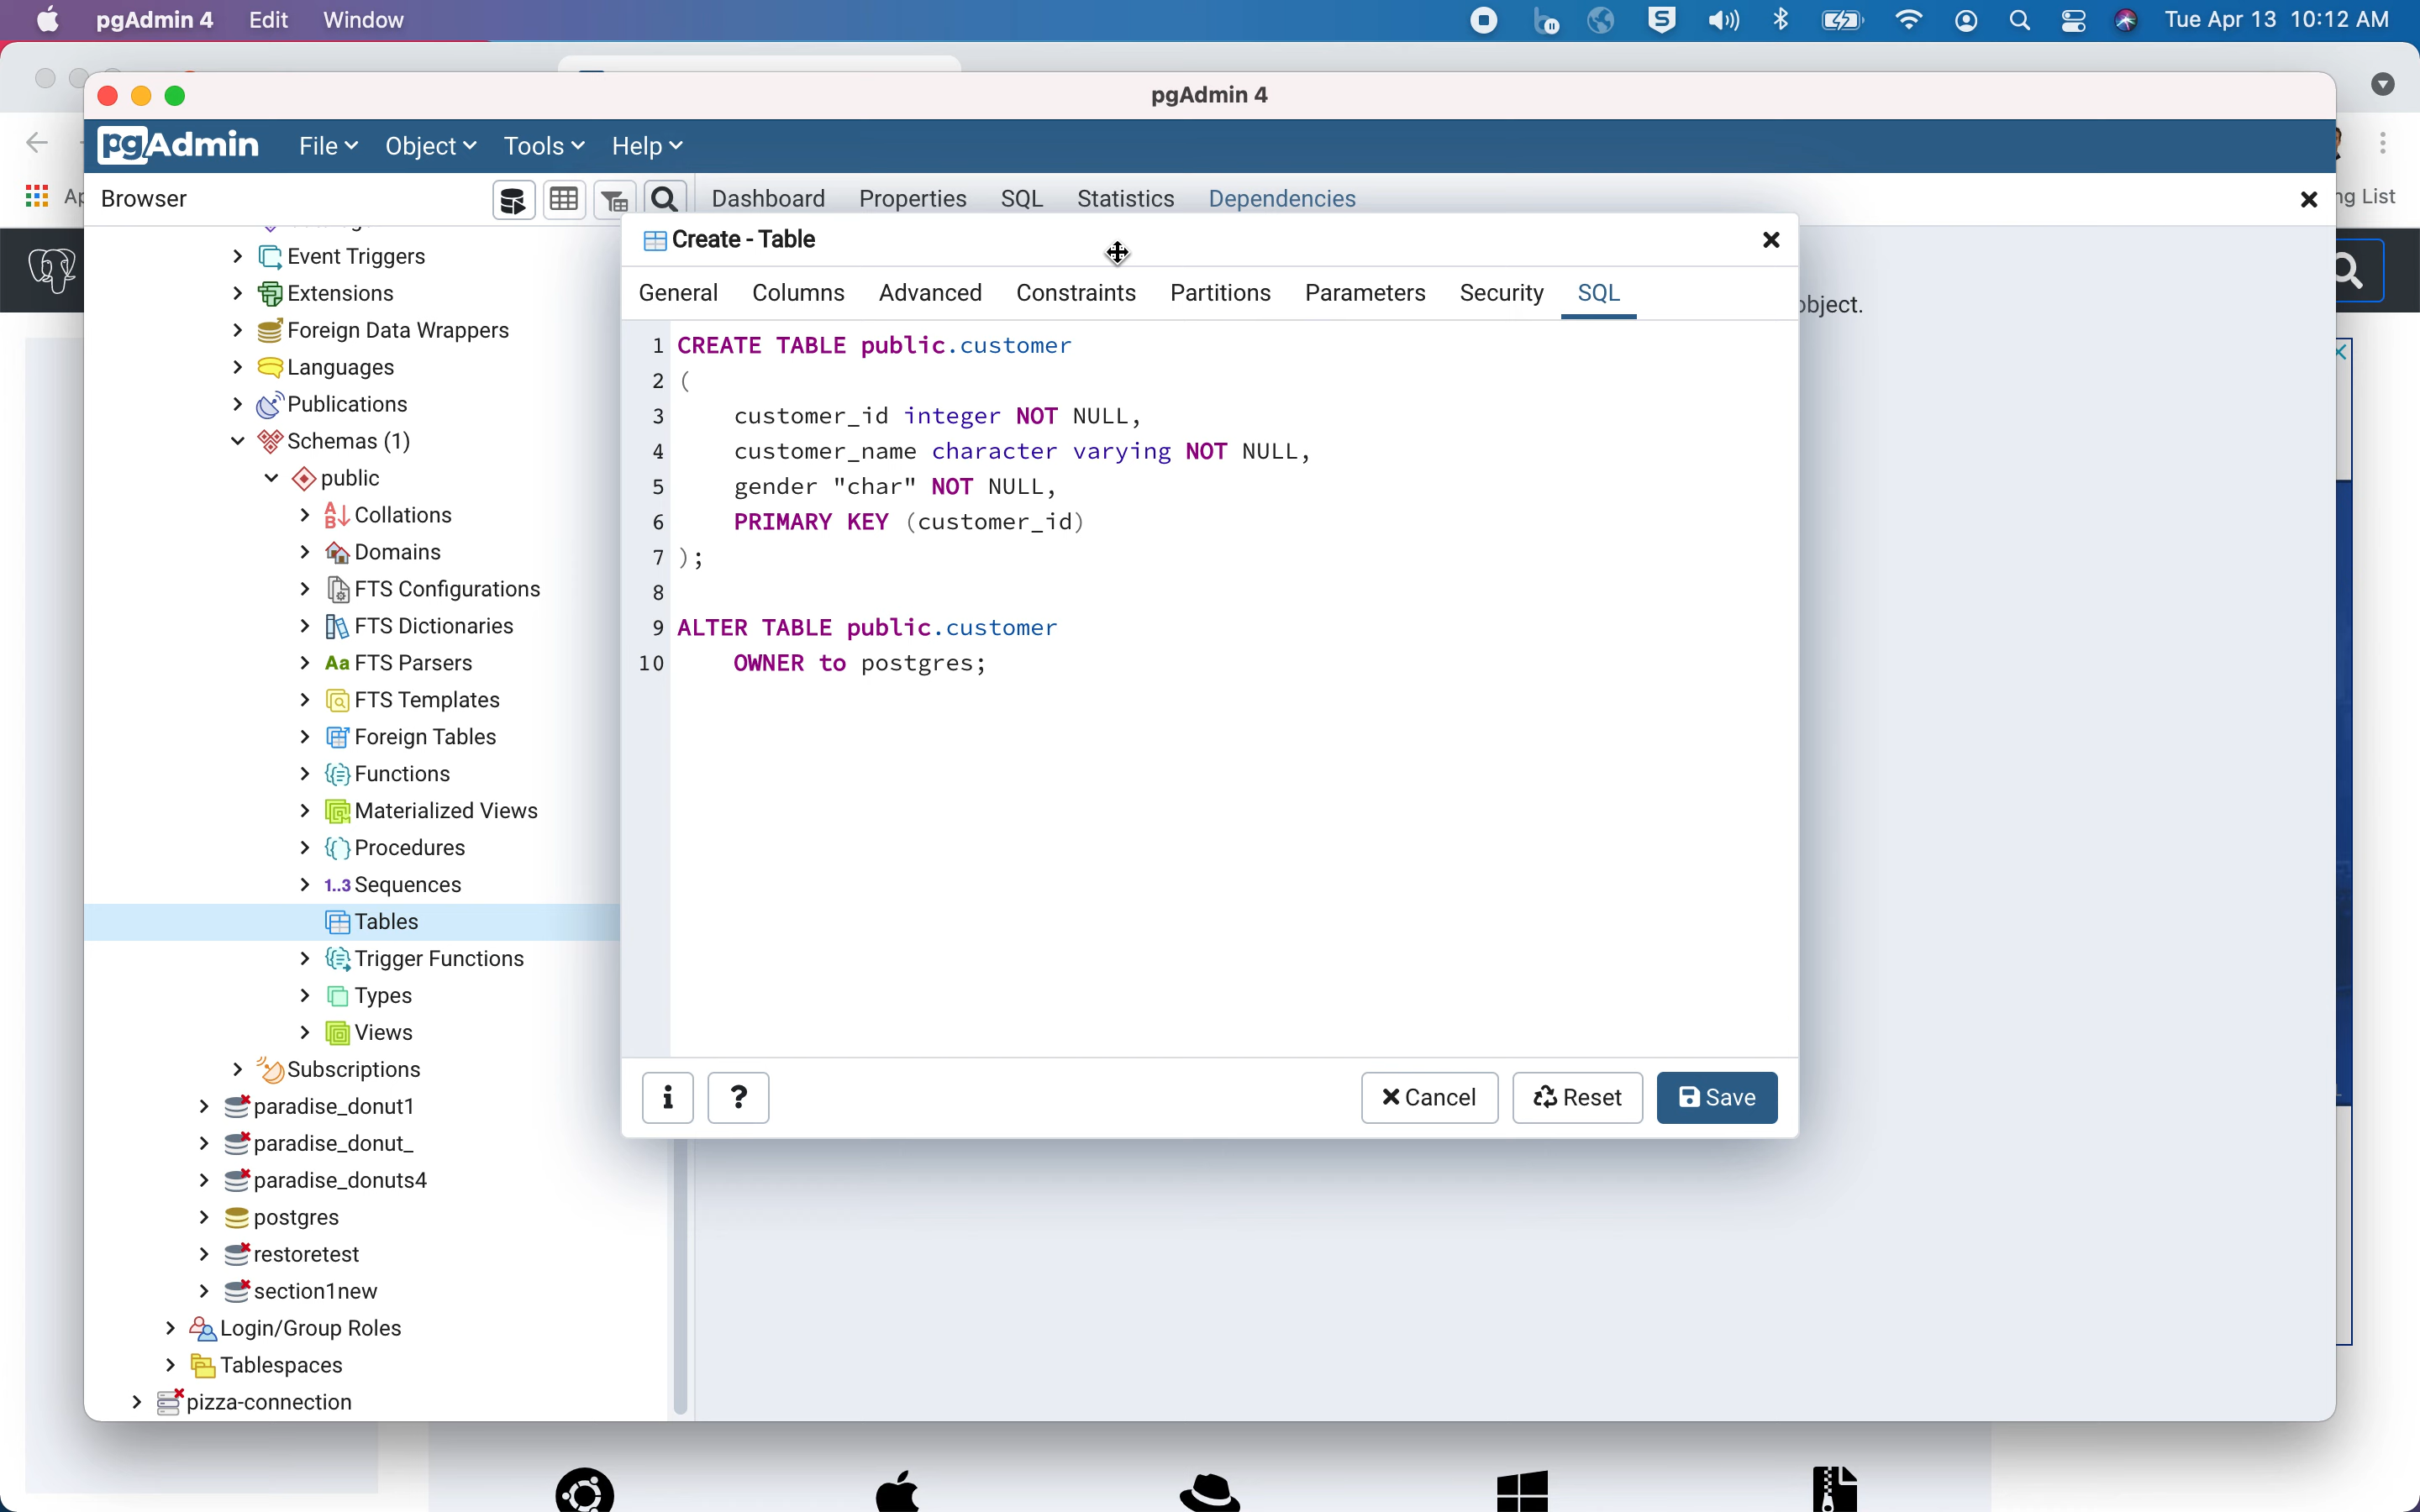 pgAdmin 4 Edit Window Tue Apr 13 10:12 AM
pgAdmin 4
pgAdmin File Object Tools Help
Browser Dashboard Properties SQL Statistics Dependencies
ng List
Create - Table
General Columns Advanced Constraints Partitions Parameters Security SQL
object.
1 CREATE TABLE public.customer
2 (
3 customer_id integer NOT NULL,
4 customer_name character varying NOT NULL,
5 gender "char" NOT NULL,
6 PRIMARY KEY (customer_id)
7 );
8
9 ALTER TABLE public.customer
10 OWNER to postgres;
i ? Cancel Reset Save
Event Triggers
Extensions
Foreign Data Wrappers
Languages
Publications
Schemas (1)
public
Collations
Domains
FTS Configurations
FTS Dictionaries
Aa FTS Parsers
FTS Templates
Foreign Tables
Functions
Materialized Views
Procedures
1..3 Sequences
Tables
Trigger Functions
Types
Views
Subscriptions
paradise_donut1
paradise_donut_
paradise_donuts4
postgres
restoretest
section1new
Login/Group Roles
Tablespaces
pizza-connection